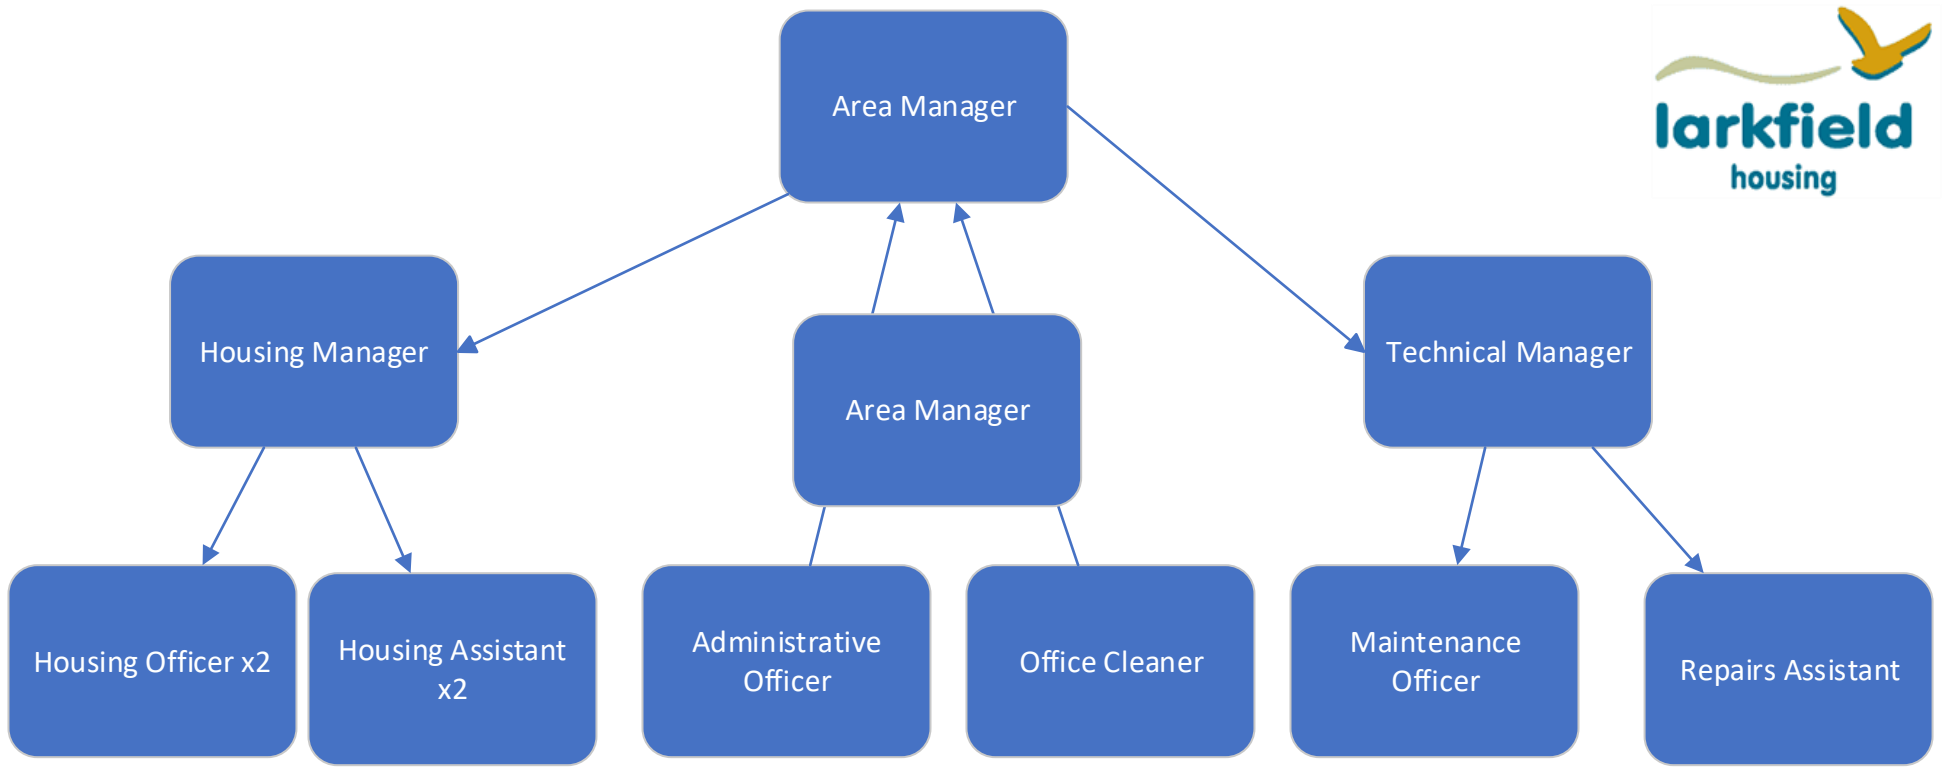 Area Manager
larkfield
housing
Housing Manager
Area Manager
Technical Manager
Housing Officer x2
Housing Assistant
x2
Administrative
Officer
Office Cleaner
Maintenance
Officer
Repairs Assistant